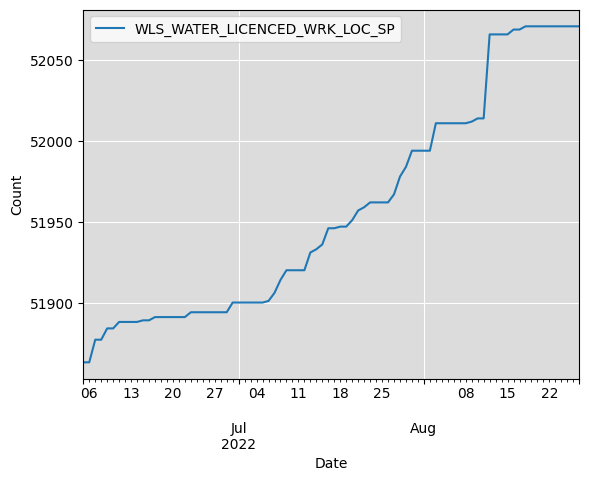 WLS_WATER_LICENCED_WRK_LOC_SP
52050
52000
51950
51900
Count
06 13 20 27 04 11 18 25 08 15 22
Jul Aug
2022
Date